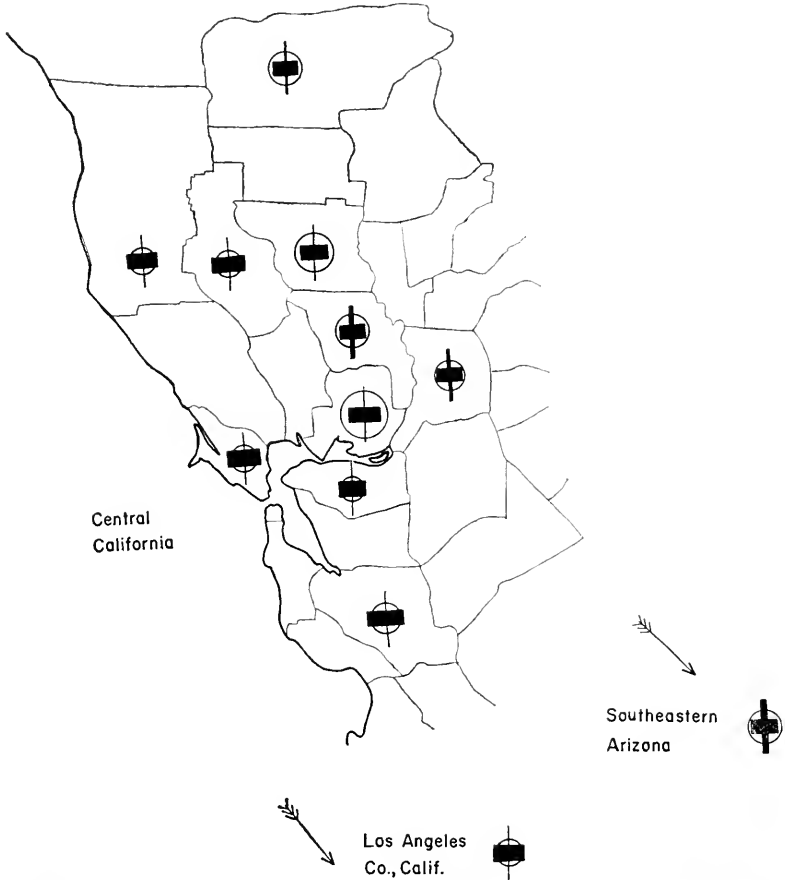 Central
California
Southeastern
Arizona
Los Angeles
Co., Calif.